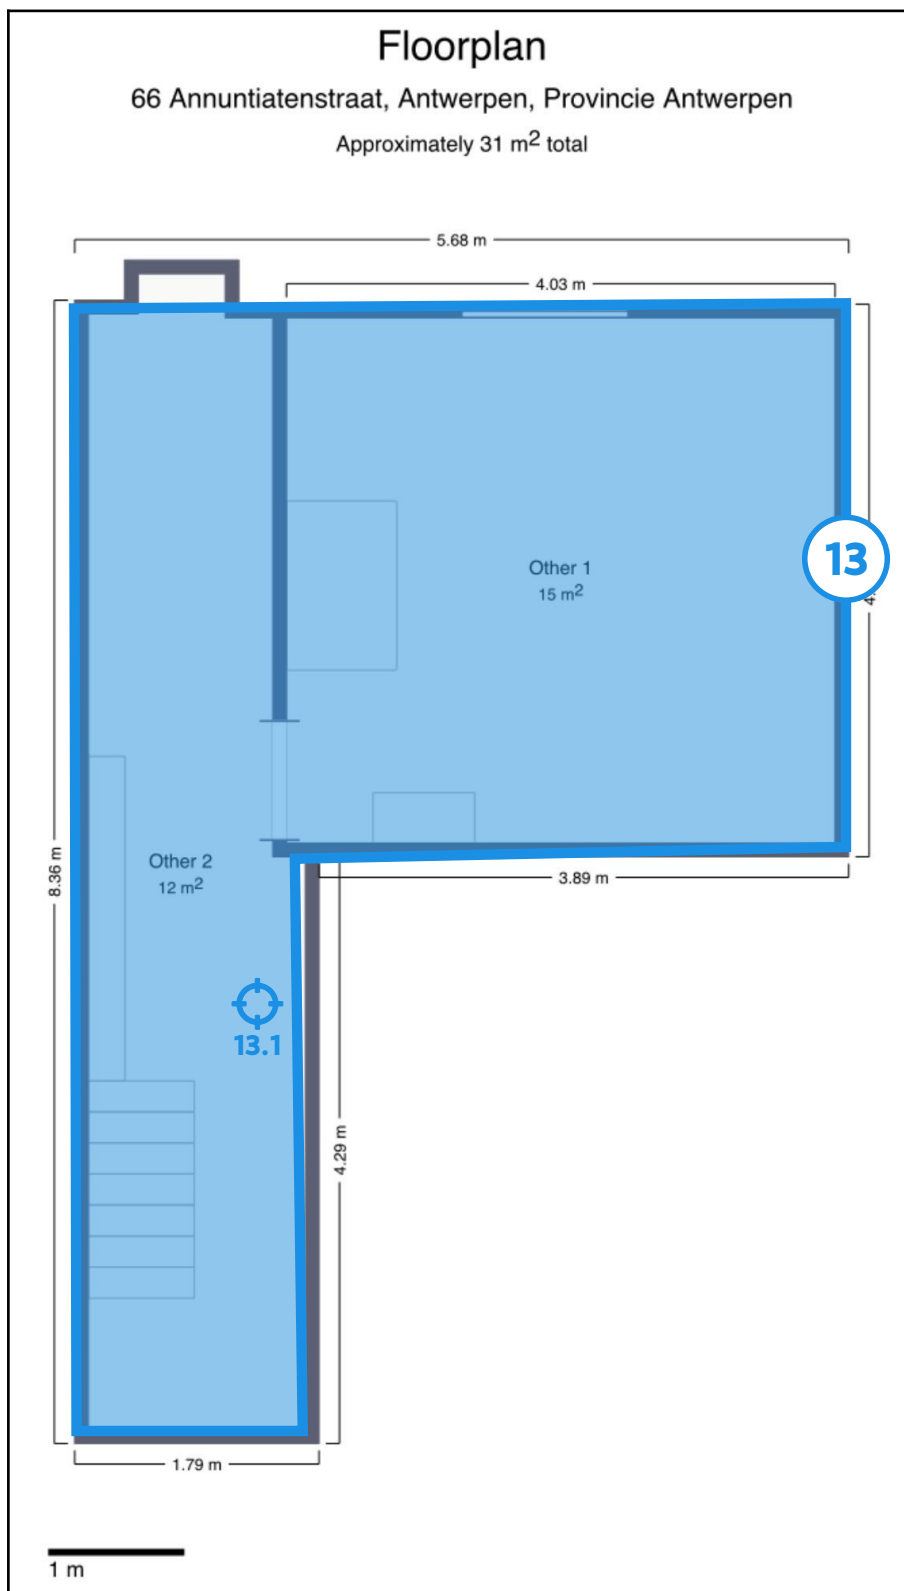 Floorplan
66 Annuntiatenstraat, Antwerpen, Provincie Antwerpen
Approximately 31 m² total
5.68 m
4.03 m
Other 1
15 m²
13
Other 2
12 m²
8.36 m
3.89 m
13.1
4.29 m
1.79 m
1 m